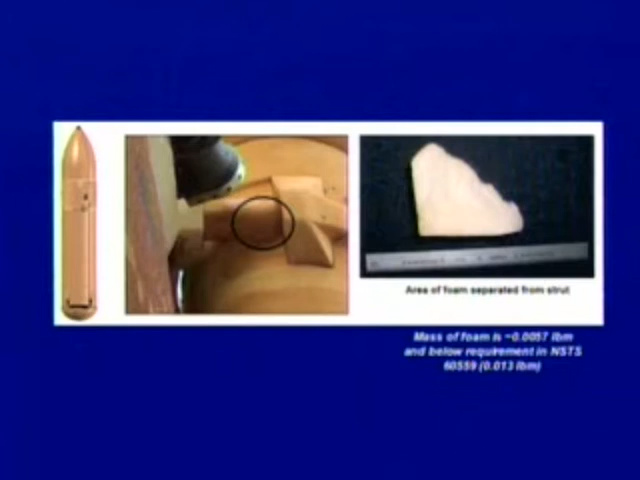 Area of foam separated from strut
Mass of foam is ~0.0057 lbm
and below requirement in NSTS
60559 (0.013 lbm)